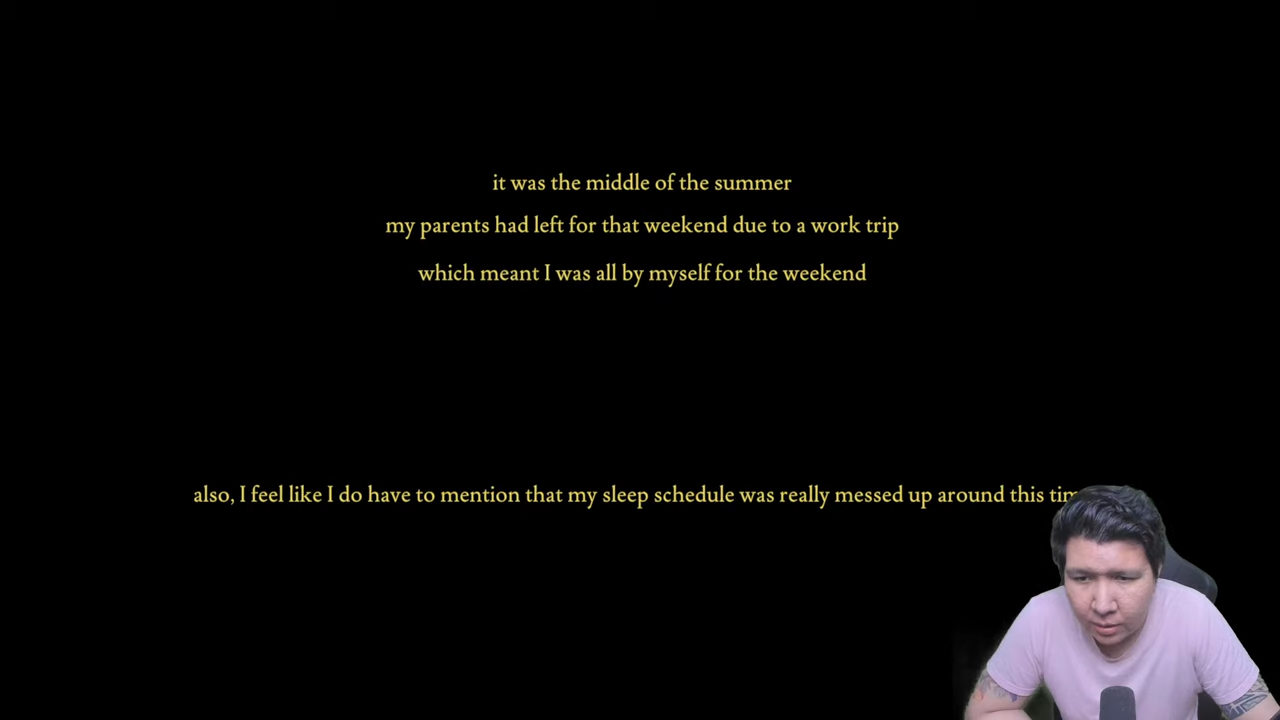 it was the middle of the summer
my parents had left for that weekend due to a work trip
which meant I was all by myself for the weekend
also, I feel like I do have to mention that my sleep schedule was really messed up around this